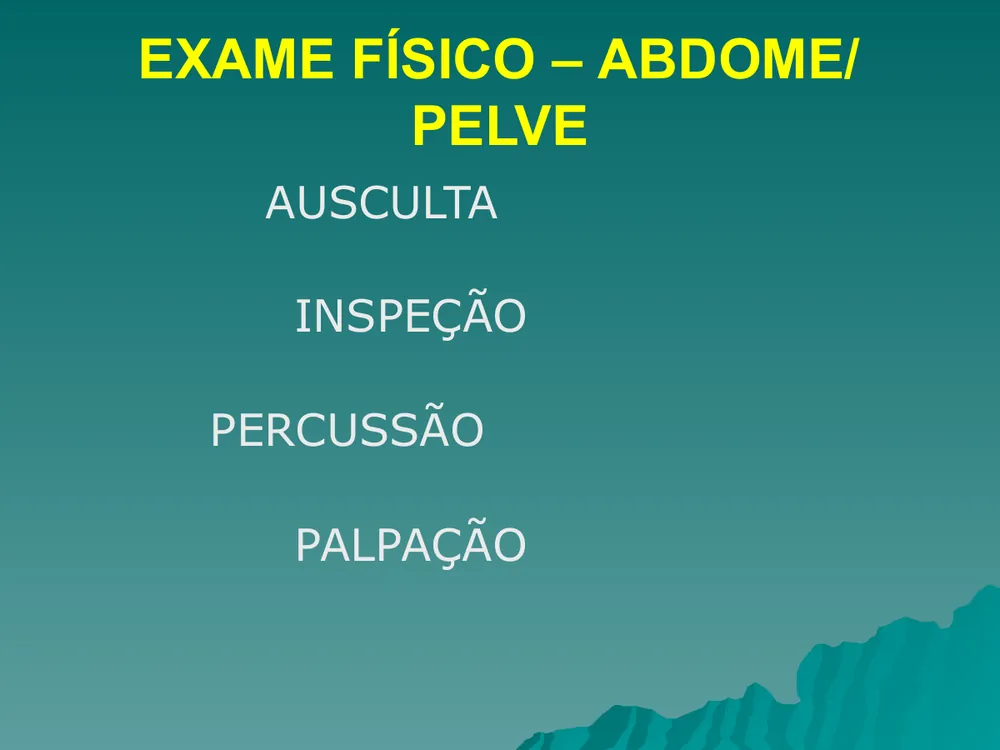 EXAME FÍSICO – ABDOME/
PELVE
AUSCULTA
INSPEÇÃO
PERCUSSÃO
PALPAÇÃO